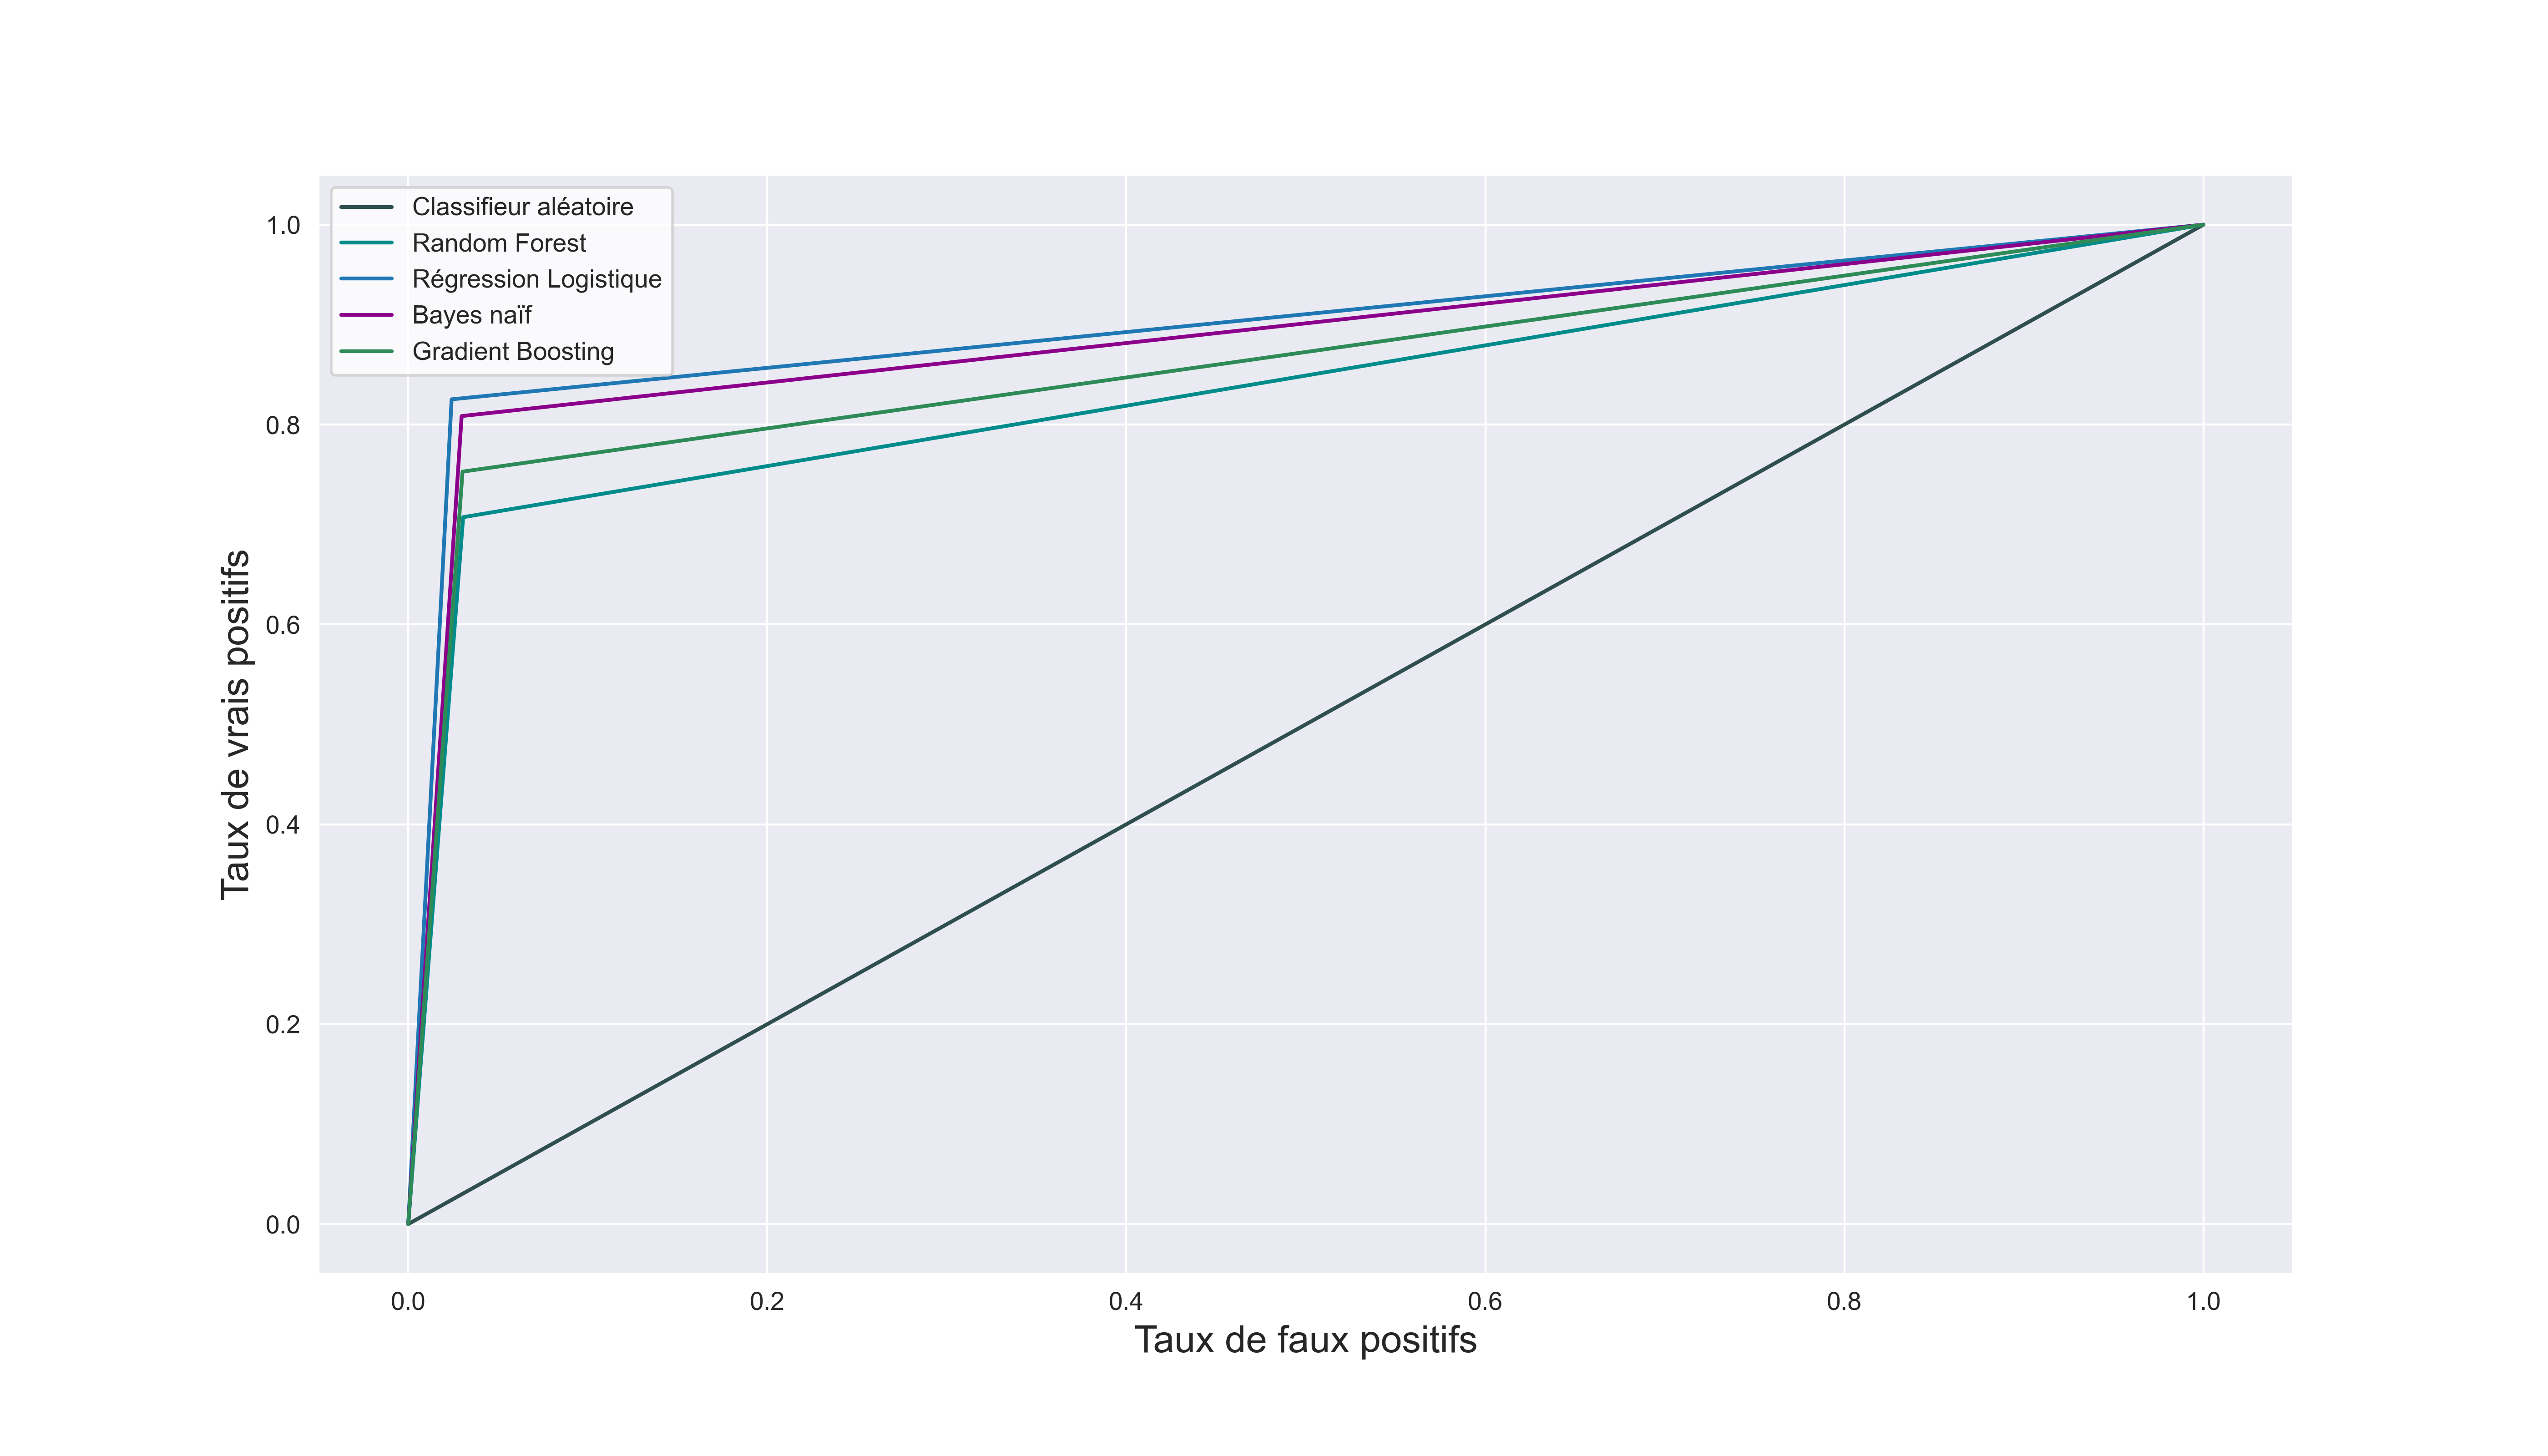 Classifieur aléatoire
Random Forest
Régression Logistique
Bayes naïf
Gradient Boosting
1.0
0.8
0.6
0.4
0.2
0.0
Taux de vrais positifs
0.0 0.2 0.4 0.6 0.8 1.0
Taux de faux positifs